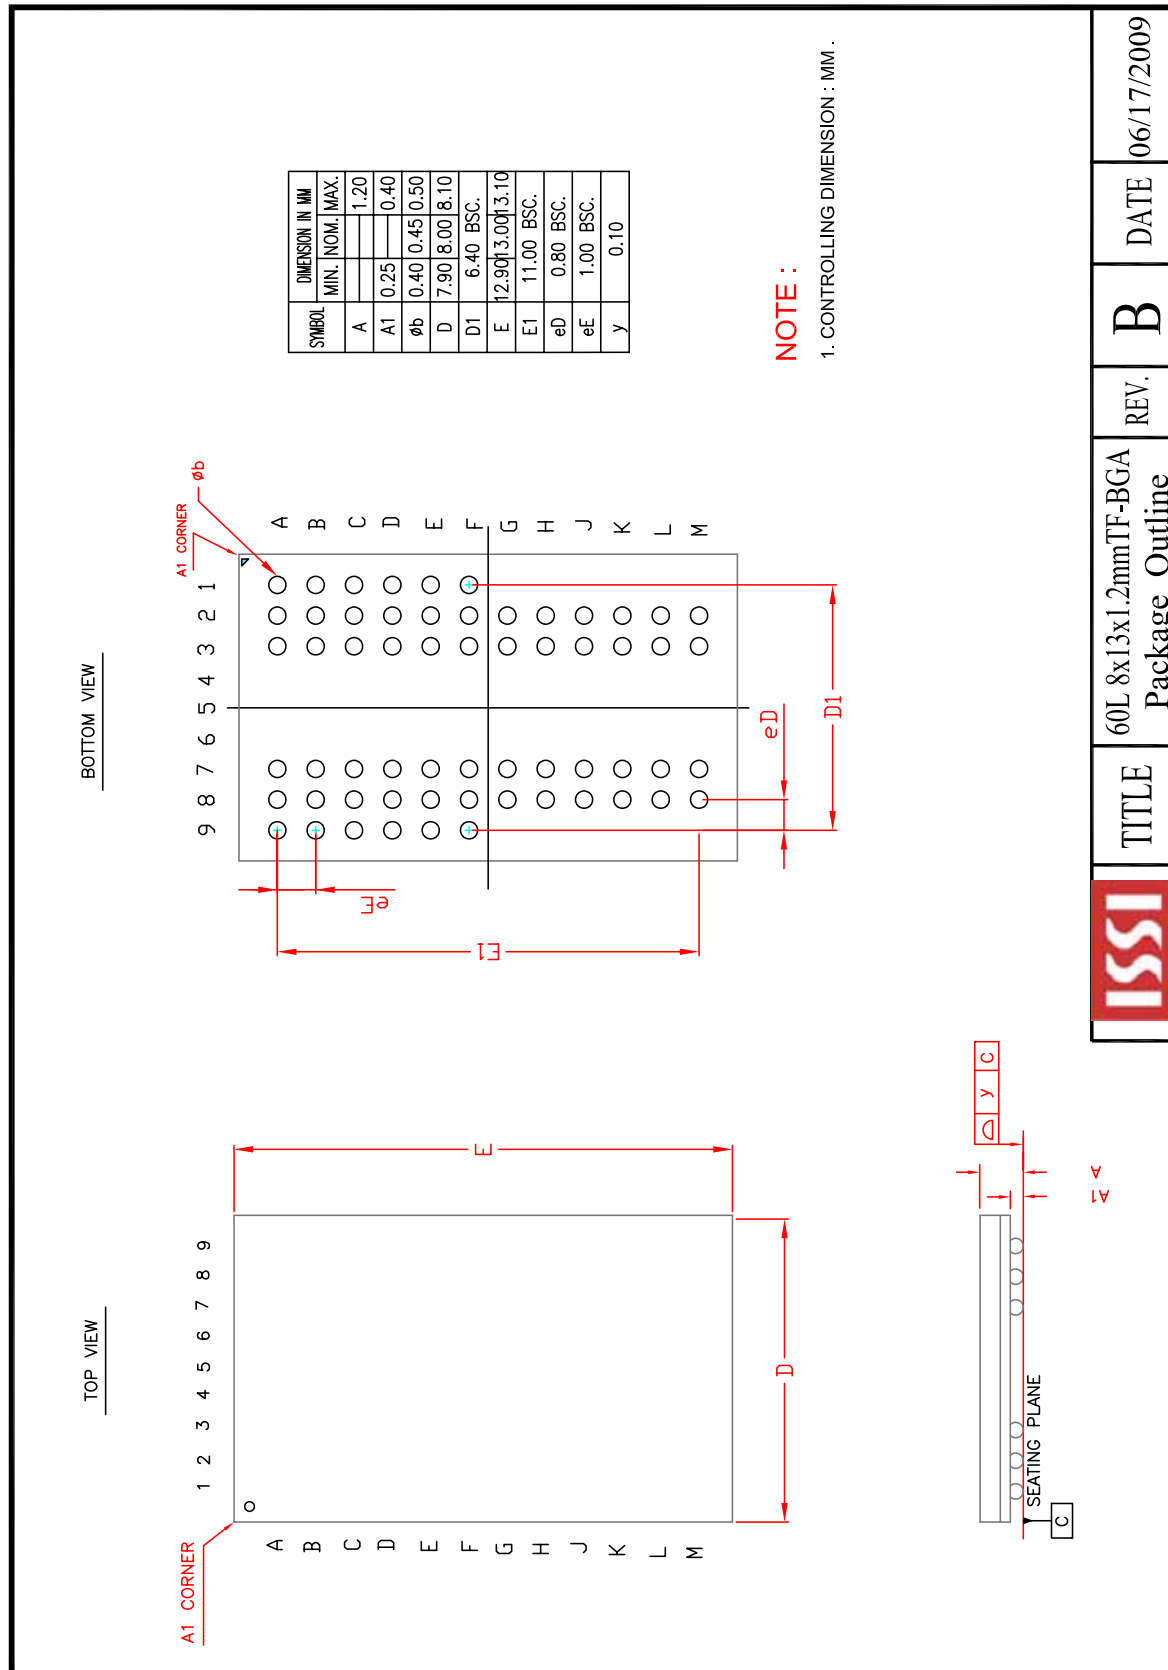 TOP VIEW
A1 CORNER
1 2 3 4 5 6 7 8 9
A
B
C
D
E
F
G
H
J
K
L
M
E
D
BOTTOM VIEW
A1 CORNER
øb
9 8 7 6 5 4 3 2 1
A
B
C
D
E
F
G
H
J
K
L
M
eE
E1
eD
D1
SYMBOL DIMENSION IN MM
MIN. NOM. MAX.
A 1.20
A1 0.25 0.40
øb 0.40 0.45 0.50
D 7.90 8.00 8.10
D1 6.40 BSC.
E 12.90 13.00 13.10
E1 11.00 BSC.
eD 0.80 BSC.
eE 1.00 BSC.
y 0.10
NOTE :
1. CONTROLLING DIMENSION : MM .
SEATING PLANE
C
y C
A
A1
ISSI
TITLE
60L 8x13x1.2mmTF-BGA
Package Outline
REV.
B
DATE
06/17/2009